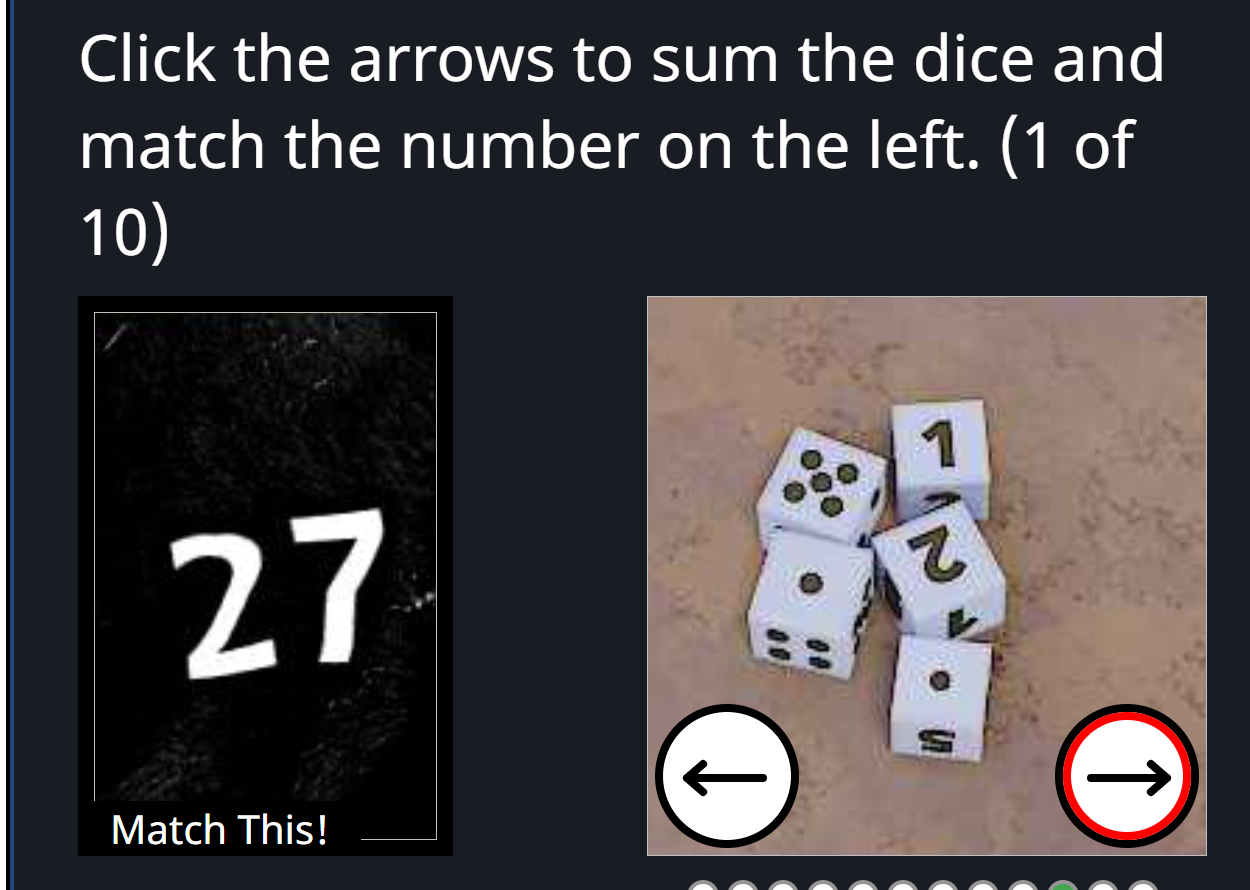 Click the arrows to sum the dice and
match the number on the left. (1 of
10)
1
27
2
5
Match This!